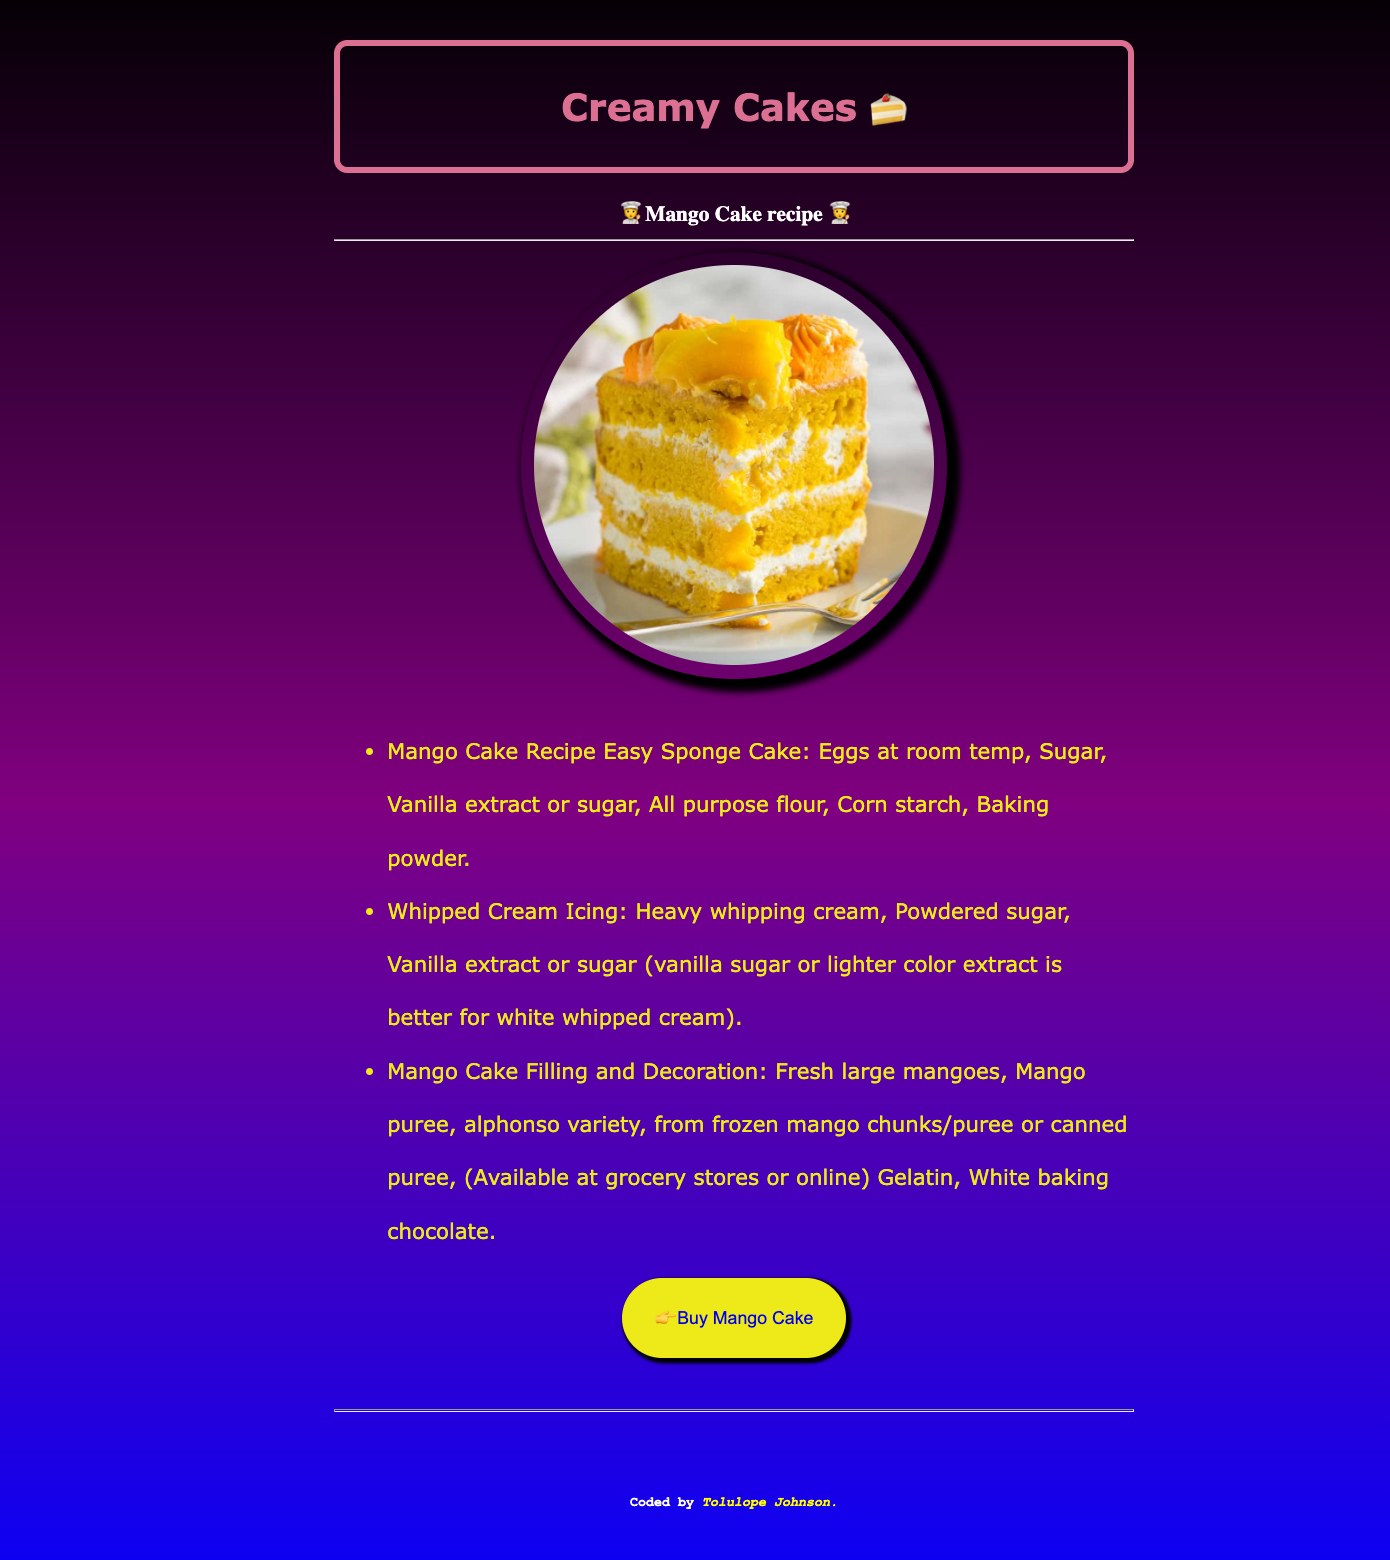 Creamy Cakes 🍰
👩‍🍳Mango Cake recipe 👩‍🍳
• Mango Cake Recipe Easy Sponge Cake: Eggs at room temp, Sugar,
Vanilla extract or sugar, All purpose flour, Corn starch, Baking
powder.
• Whipped Cream Icing: Heavy whipping cream, Powdered sugar,
Vanilla extract or sugar (vanilla sugar or lighter color extract is
better for white whipped cream).
• Mango Cake Filling and Decoration: Fresh large mangoes, Mango
puree, alphonso variety, from frozen mango chunks/puree or canned
puree, (Available at grocery stores or online) Gelatin, White baking
chocolate.
👉Buy Mango Cake
Coded by Tolulope Johnson.